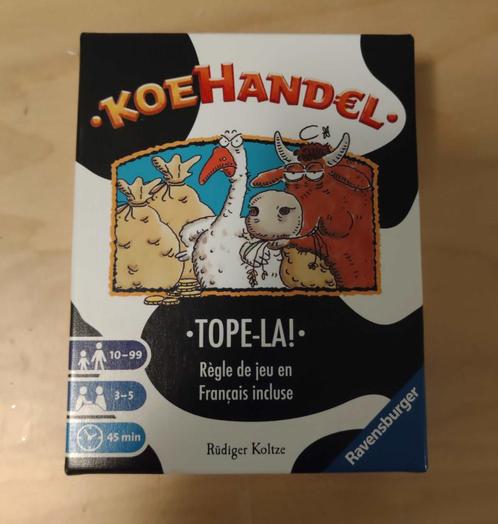 •KOEHAND€L•
•TOPE-LA!•
Règle de jeu en
Français incluse
10–99
3–5
45 min
Rüdiger Koltze
Ravensburger